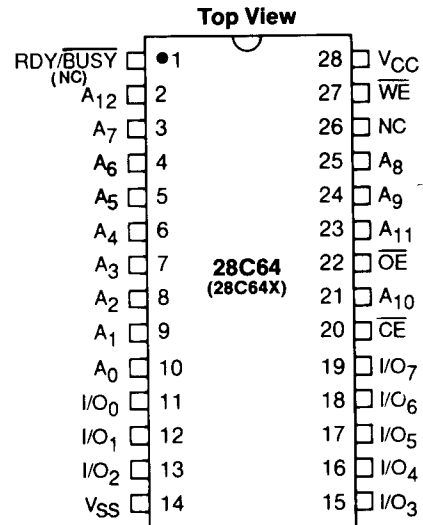 Top View
RDY/BUSY 1 28 VCC
(NC)
A12 2 27 WE
A7 3 26 NC
A6 4 25 A8
A5 5 24 A9
A4 6 23 A11
A3 7 28C64 22 OE
(28C64X)
A2 8 21 A10
A1 9 20 CE
A0 10 19 I/O7
I/O0 11 18 I/O6
I/O1 12 17 I/O5
I/O2 13 16 I/O4
VSS 14 15 I/O3